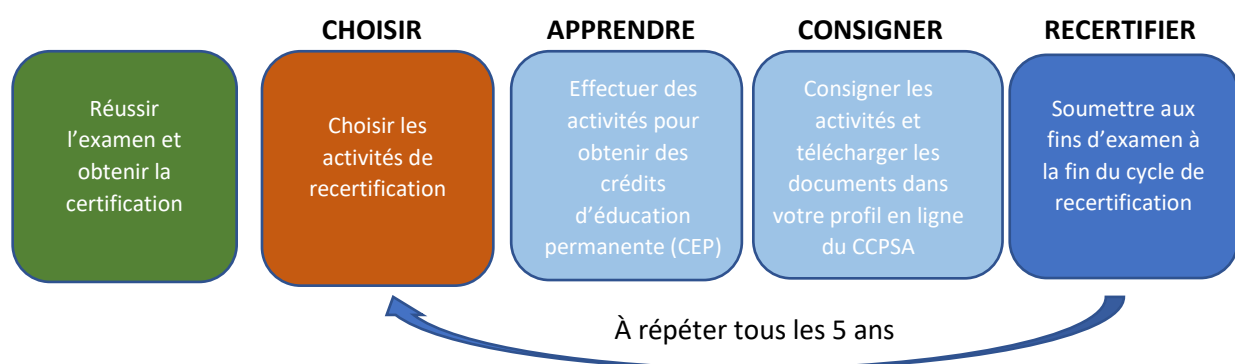 CHOISIR
APPRENDRE
CONSIGNER
RECERTIFIER
Réussir
l’examen et
obtenir la
certification
Choisir les
activités de
recertification
Effectuer des
activités pour
obtenir des
crédits
d’éducation
permanente (CEP)
Consigner les
activités et
télécharger les
documents dans
votre profil en ligne
du CCPSA
Soumettre aux
fins d’examen à
la fin du cycle de
recertification
À répéter tous les 5 ans